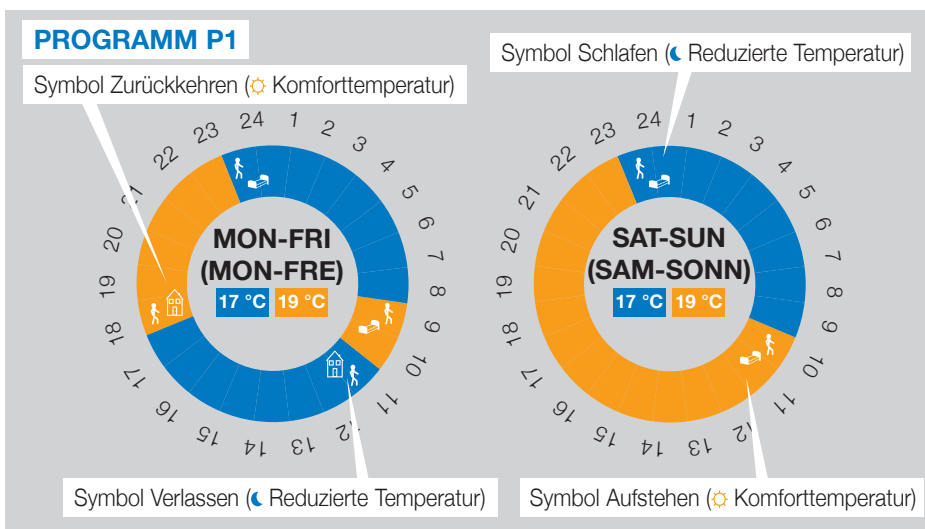 PROGRAMM P1
Symbol Schlafen (☾ Reduzierte Temperatur)
Symbol Zurückkehren (☼ Komforttemperatur)
24 1 2 3 4 5 6 7 8 9 10 11 12 13 14 15 16 17 18 19 20 21 22 23
MON-FRI
(MON-FRE)
17 °C 19 °C
24 1 2 3 4 5 6 7 8 9 10 11 12 13 14 15 16 17 18 19 20 21 22 23
SAT-SUN
(SAM-SONN)
17 °C 19 °C
Symbol Verlassen (☾ Reduzierte Temperatur)
Symbol Aufstehen (☼ Komforttemperatur)